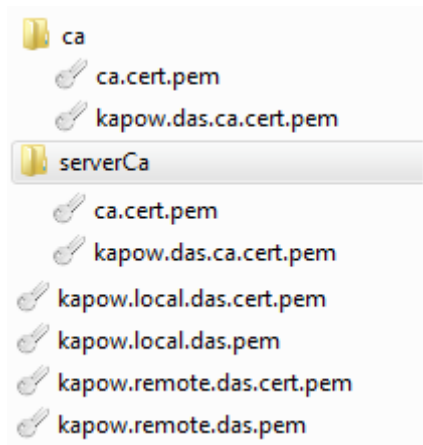 ca
ca.cert.pem
kapow.das.ca.cert.pem
serverCa
ca.cert.pem
kapow.das.ca.cert.pem
kapow.local.das.cert.pem
kapow.local.das.pem
kapow.remote.das.cert.pem
kapow.remote.das.pem